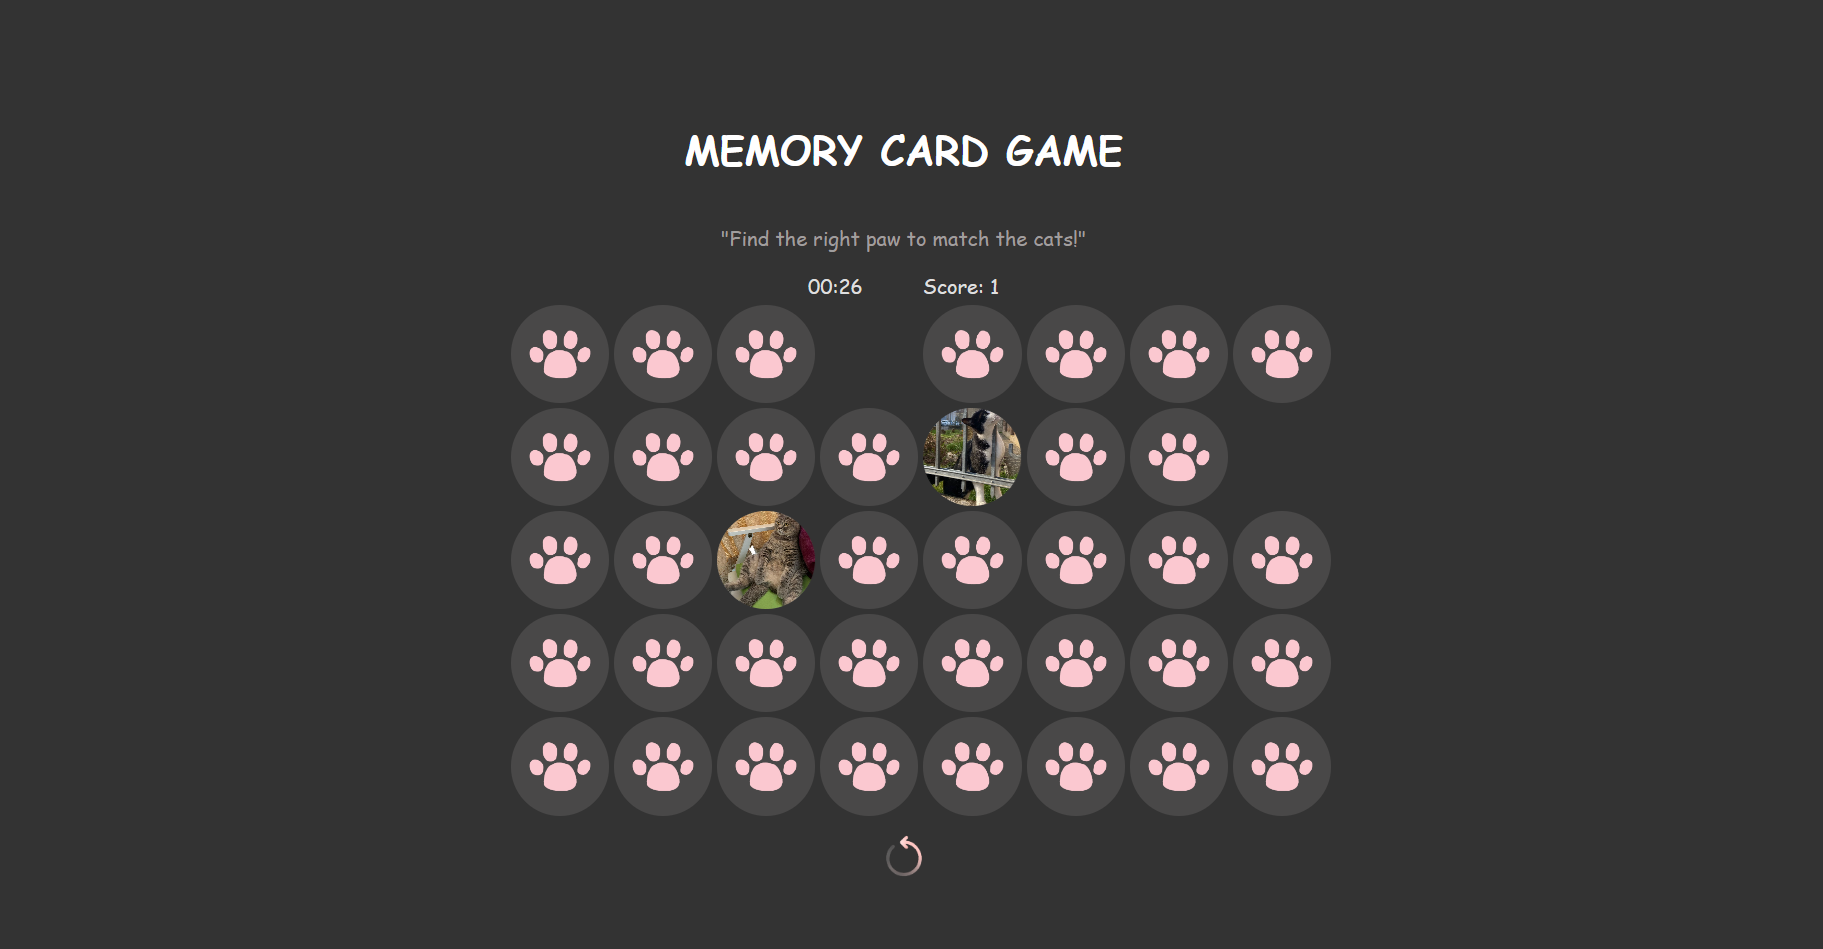 MEMORY CARD GAME
"Find the right paw to match the cats!"
00:26 Score: 1